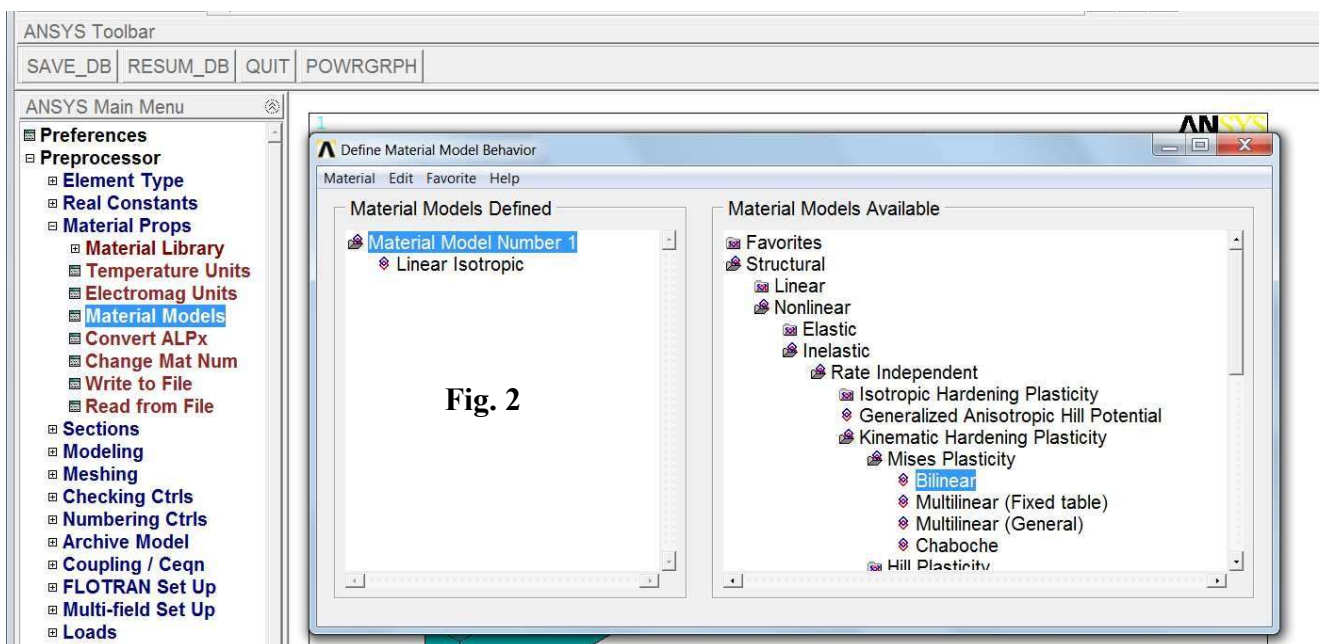 ANSYS Toolbar
SAVE_DB RESUM_DB QUIT POWRGRPH
ANSYS Main Menu
Preferences
Preprocessor
Element Type
Real Constants
Material Props
Material Library
Temperature Units
Electromag Units
Material Models
Convert ALPx
Change Mat Num
Write to File
Read from File
Sections
Modeling
Meshing
Checking Ctrls
Numbering Ctrls
Archive Model
Coupling / Ceqn
FLOTRAN Set Up
Multi-field Set Up
Loads
1
ANSYS
Define Material Model Behavior
Material Edit Favorite Help
Material Models Defined
Material Model Number 1
Linear Isotropic
Fig. 2
Material Models Available
Favorites
Structural
Linear
Nonlinear
Elastic
Inelastic
Rate Independent
Isotropic Hardening Plasticity
Generalized Anisotropic Hill Potential
Kinematic Hardening Plasticity
Mises Plasticity
Bilinear
Multilinear (Fixed table)
Multilinear (General)
Chaboche
Hill Plasticity